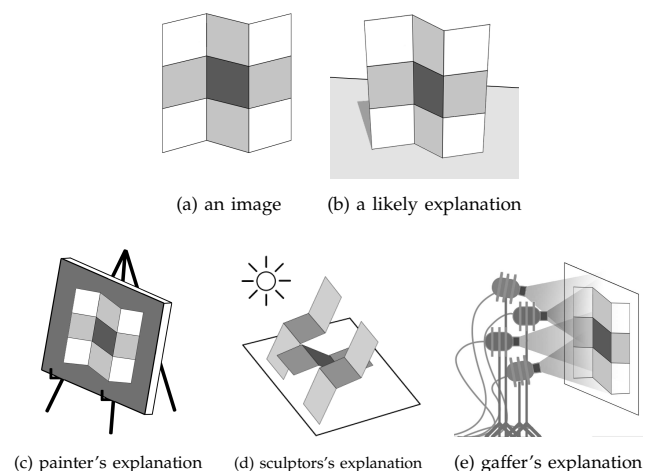 (a) an image
(b) a likely explanation
(c) painter's explanation
(d) sculptors's explanation
(e) gaffer's explanation